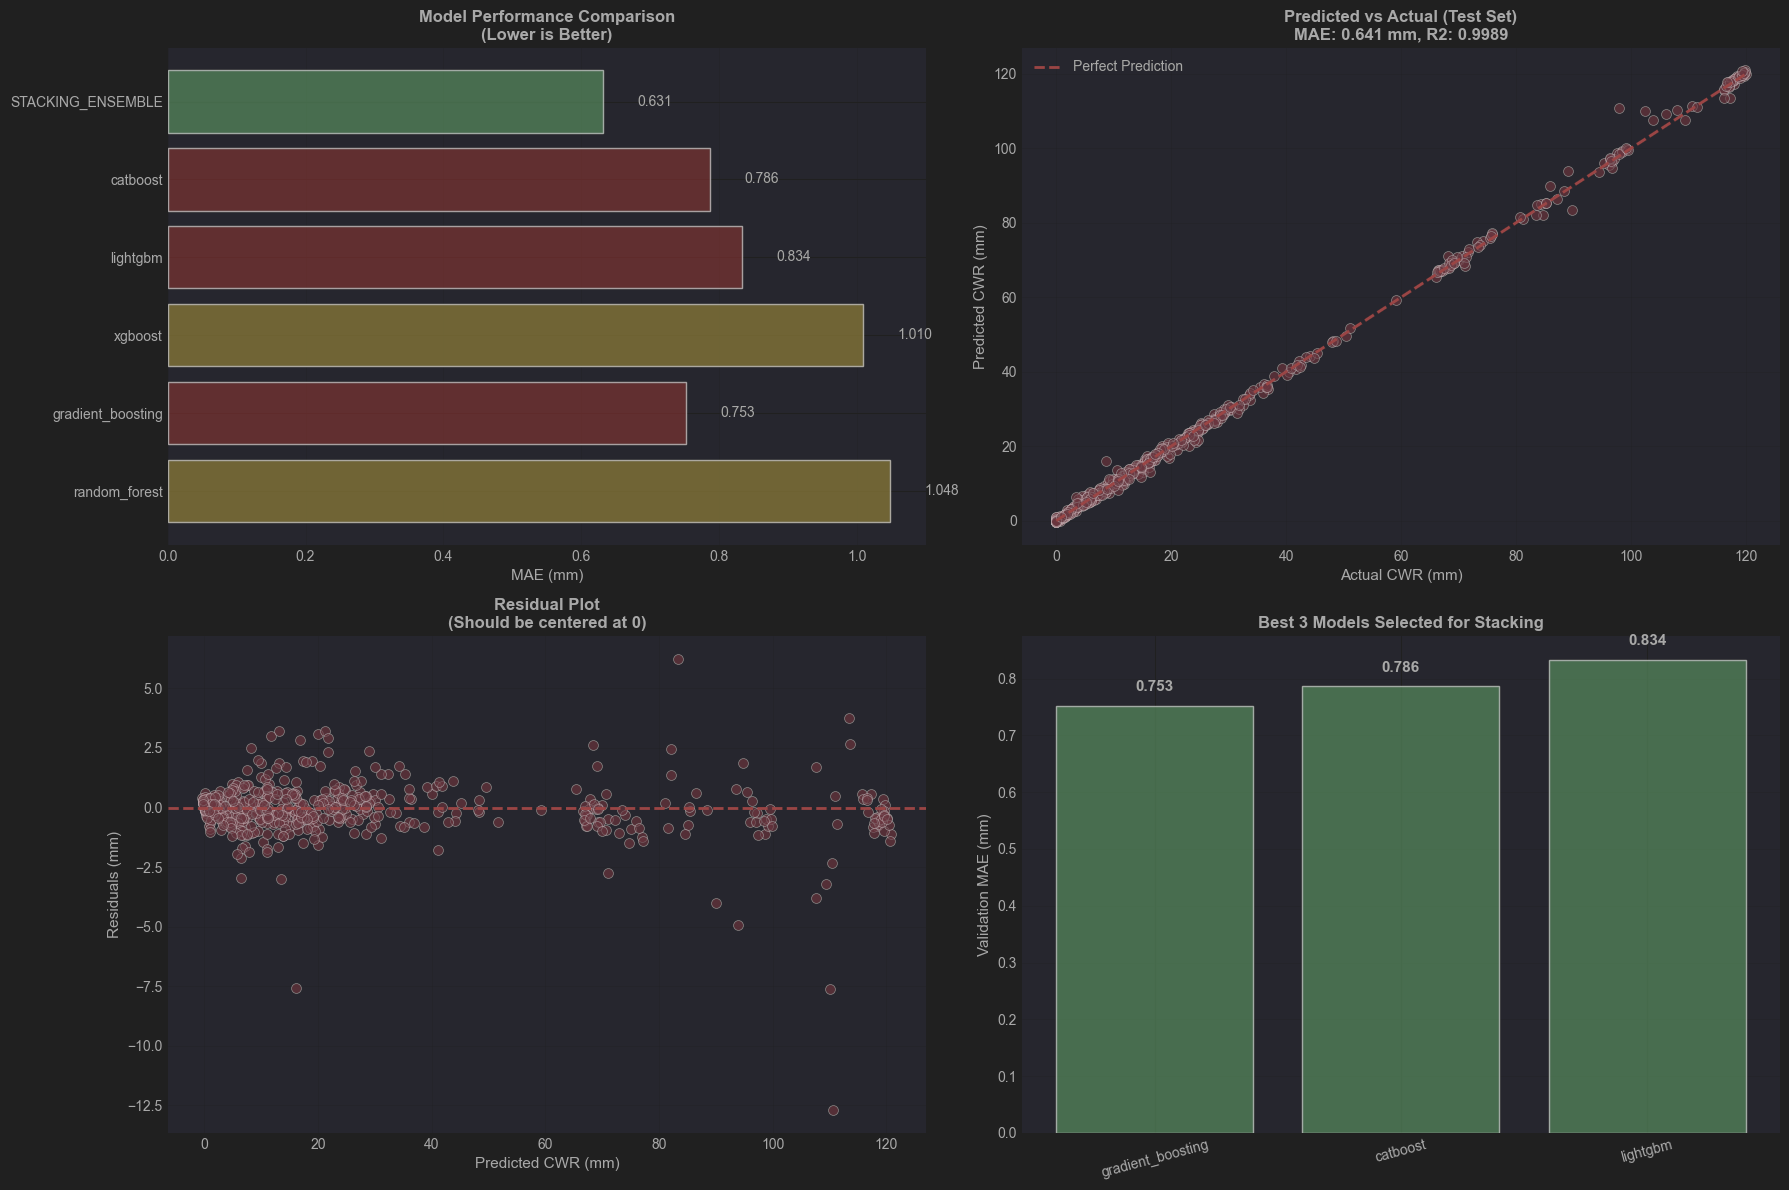 Model Performance Comparison
(Lower is Better)
STACKING_ENSEMBLE
0.631
catboost
0.786
lightgbm
0.834
xgboost
1.010
gradient_boosting
0.753
random_forest
1.048
0.0 0.2 0.4 0.6 0.8 1.0
MAE (mm)
Predicted vs Actual (Test Set)
MAE: 0.641 mm, R2: 0.9989
Perfect Prediction
Predicted CWR (mm)
120
100
80
60
40
20
0
0 20 40 60 80 100 120
Actual CWR (mm)
Residual Plot
(Should be centered at 0)
Residuals (mm)
5.0
2.5
0.0
−2.5
−5.0
−7.5
−10.0
−12.5
0 20 40 60 80 100 120
Predicted CWR (mm)
Best 3 Models Selected for Stacking
0.753
0.786
0.834
Validation MAE (mm)
0.8
0.7
0.6
0.5
0.4
0.3
0.2
0.1
0.0
gradient_boosting
catboost
lightgbm